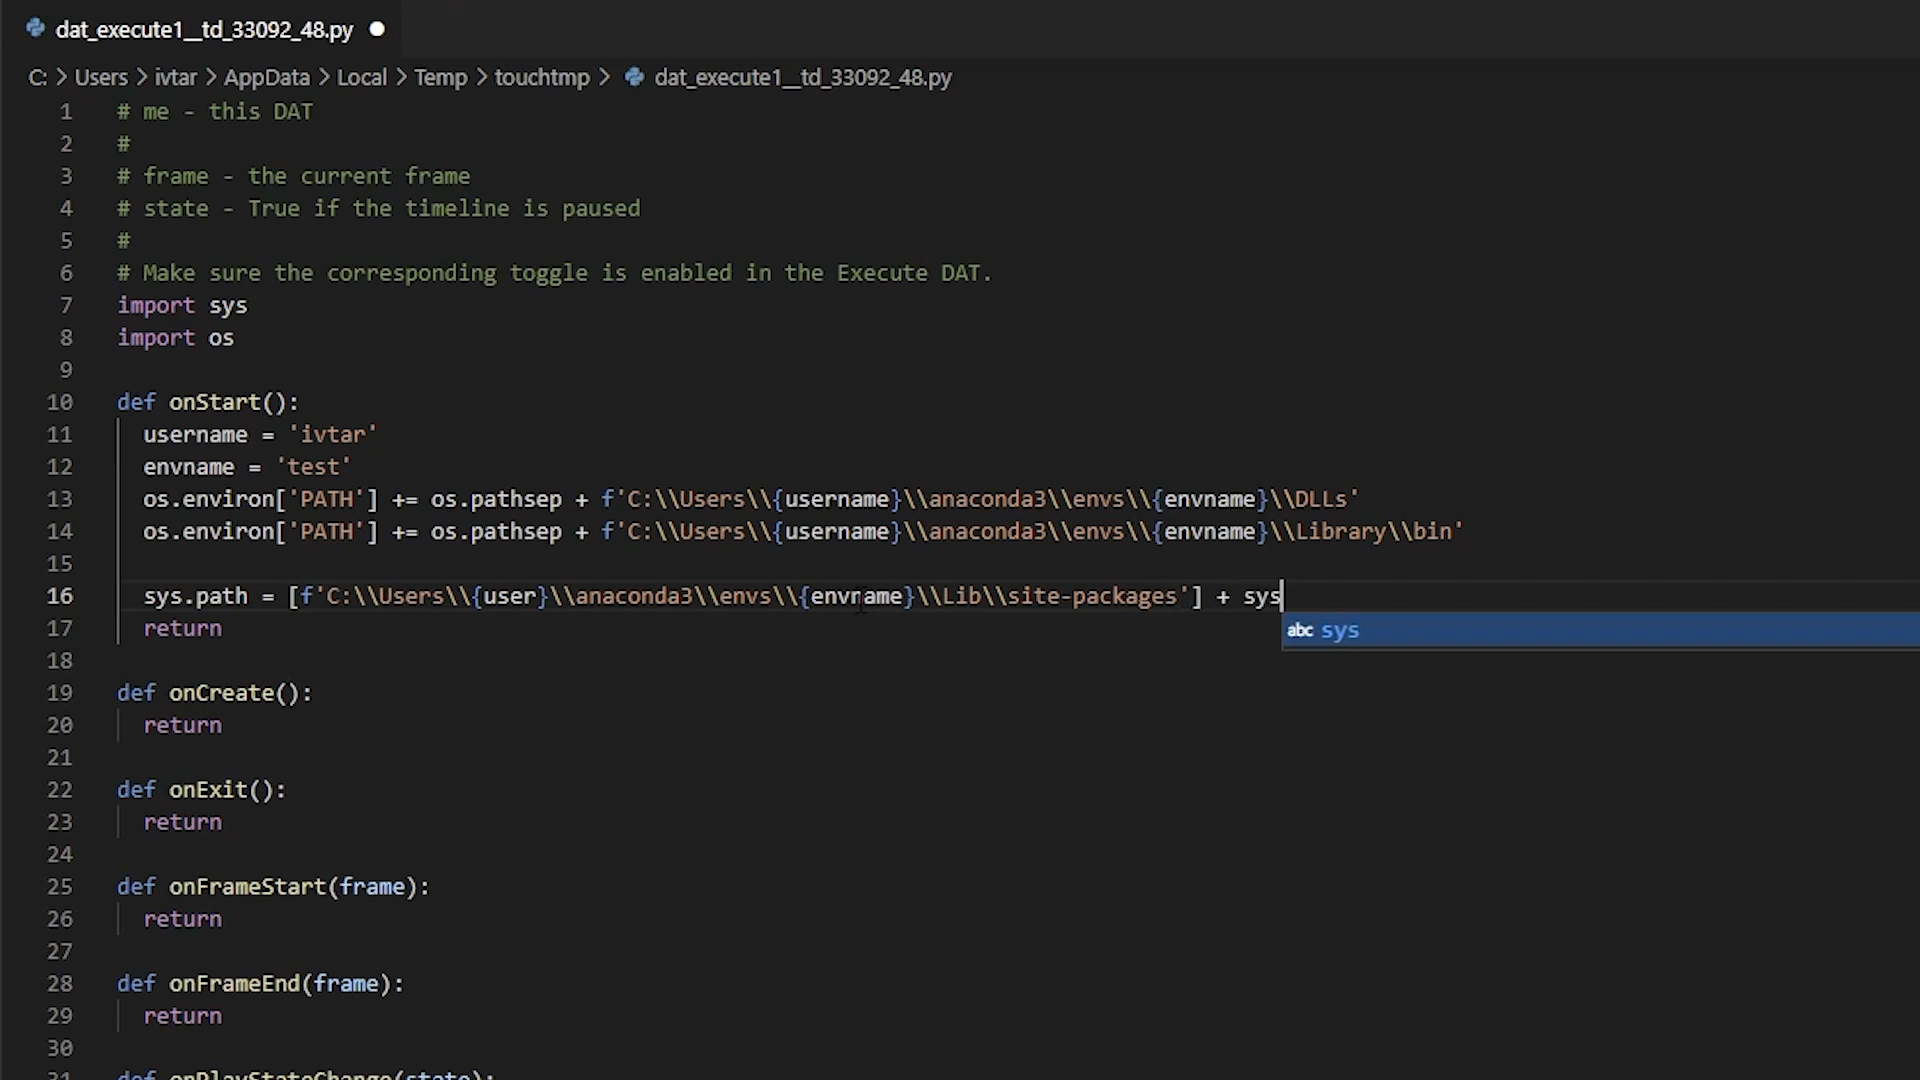 dat_execute1__td_33092_48.py
C: > Users > ivtar > AppData > Local > Temp > touchtmp > dat_execute1__td_33092_48.py
1 # me - this DAT
2 #
3 # frame - the current frame
4 # state - True if the timeline is paused
5 #
6 # Make sure the corresponding toggle is enabled in the Execute DAT.
7 import sys
8 import os
9
10 def onStart():
11 username = 'ivtar'
12 envname = 'test'
13 os.environ['PATH'] += os.pathsep + f'C:\\Users\\{username}\\anaconda3\\envs\\{envname}\\DLLs'
14 os.environ['PATH'] += os.pathsep + f'C:\\Users\\{username}\\anaconda3\\envs\\{envname}\\Library\\bin'
15
16 sys.path = [f'C:\\Users\\{user}\\anaconda3\\envs\\{envname}\\Lib\\site-packages'] + sys
abc sys
17 return
18
19 def onCreate():
20 return
21
22 def onExit():
23 return
24
25 def onFrameStart(frame):
26 return
27
28 def onFrameEnd(frame):
29 return
30
31 def onPlayStateChange(state):